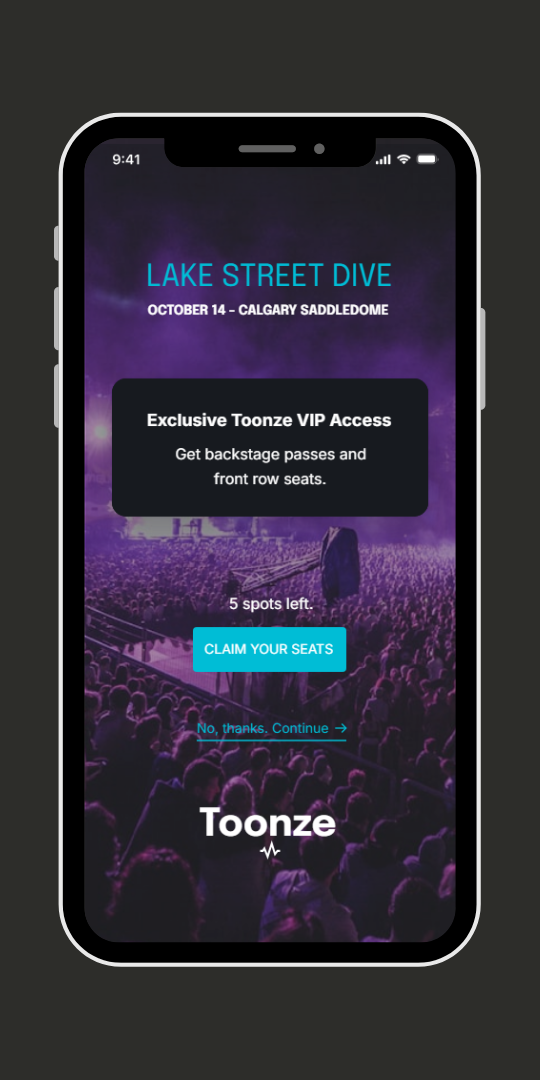 9:41
LAKE STREET DIVE
OCTOBER 14 - CALGARY SADDLEDOME
Exclusive Toonze VIP Access
Get backstage passes and
front row seats.
5 spots left.
CLAIM YOUR SEATS
No, thanks. Continue →
Toonze